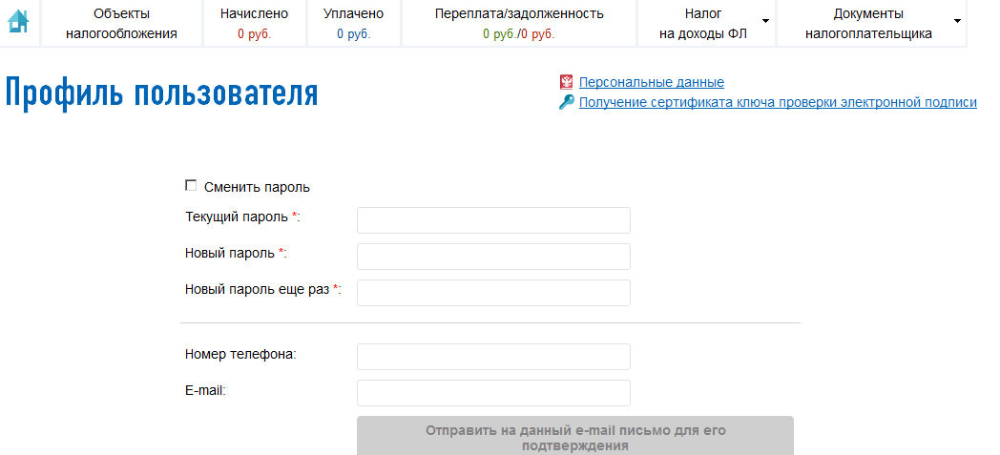 Объекты налогообложения
Начислено
0 руб.
Уплачено
0 руб.
Переплата/задолженность
0 руб./0 руб.
Налог на доходы ФЛ
Документы налогоплательщика
Профиль пользователя
Персональные данные
Получение сертификата ключа проверки электронной подписи
Сменить пароль
Текущий пароль *:
Новый пароль *:
Новый пароль еще раз *:
Номер телефона:
E-mail:
Отправить на данный e-mail письмо для его
подтверждения